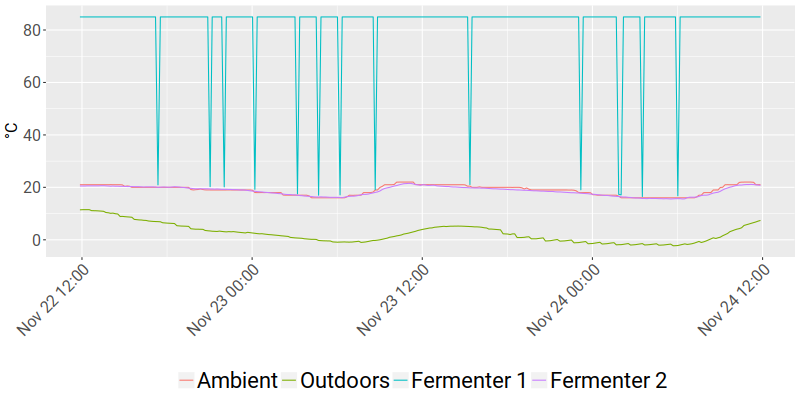 °C
80
60
40
20
0
Nov 22 12:00
Nov 23 00:00
Nov 23 12:00
Nov 24 00:00
Nov 24 12:00
Ambient Outdoors Fermenter 1 Fermenter 2